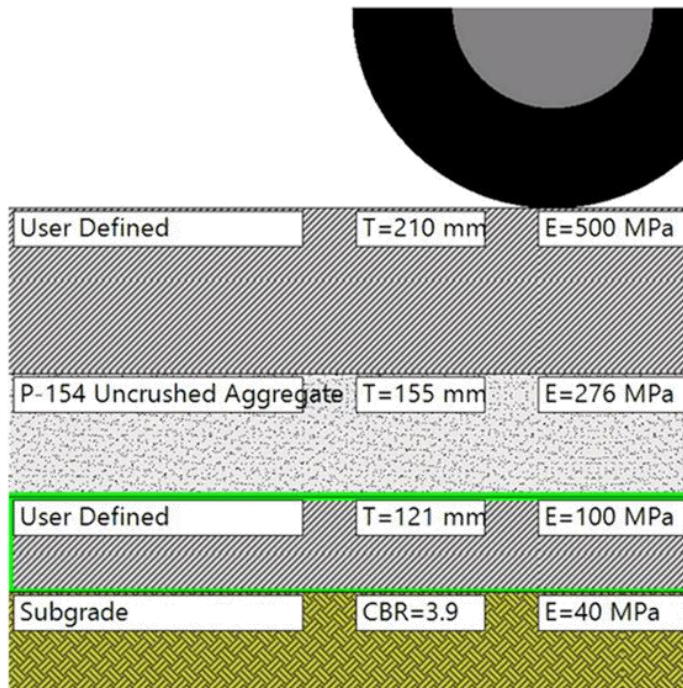 User Defined T=210 mm E=500 MPa
P-154 Uncrushed Aggregate T=155 mm E=276 MPa
User Defined T=121 mm E=100 MPa
Subgrade CBR=3.9 E=40 MPa